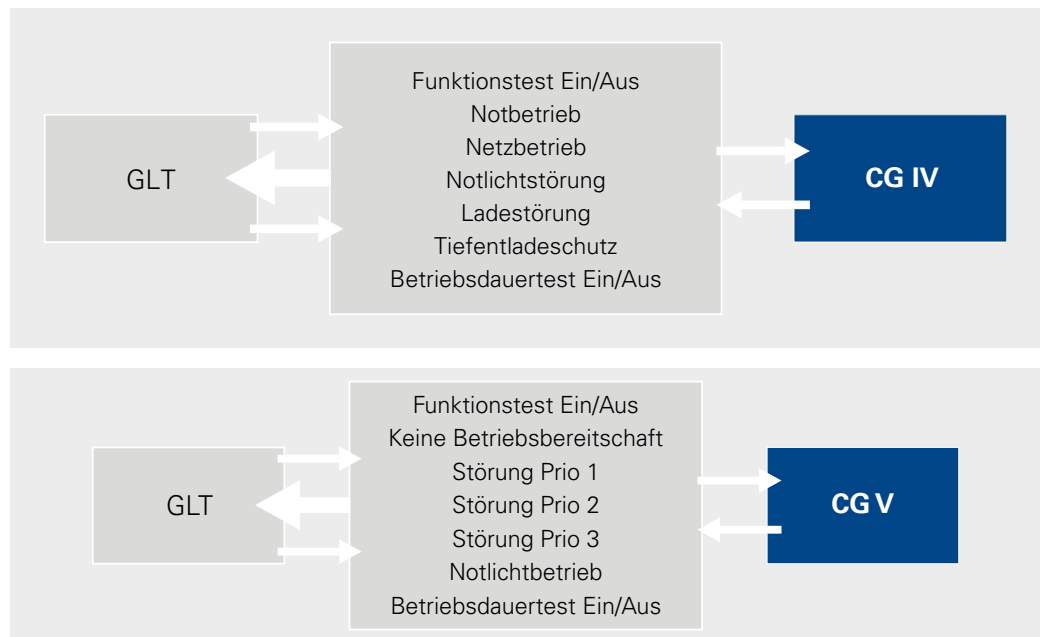 GLT
Funktionstest Ein/Aus
Notbetrieb
Netzbetrieb
Notlichtstörung
Ladestörung
Tiefentladeschutz
Betriebsdauertest Ein/Aus
CG IV
GLT
Funktionstest Ein/Aus
Keine Betriebsbereitschaft
Störung Prio 1
Störung Prio 2
Störung Prio 3
Notlichtbetrieb
Betriebsdauertest Ein/Aus
CG V